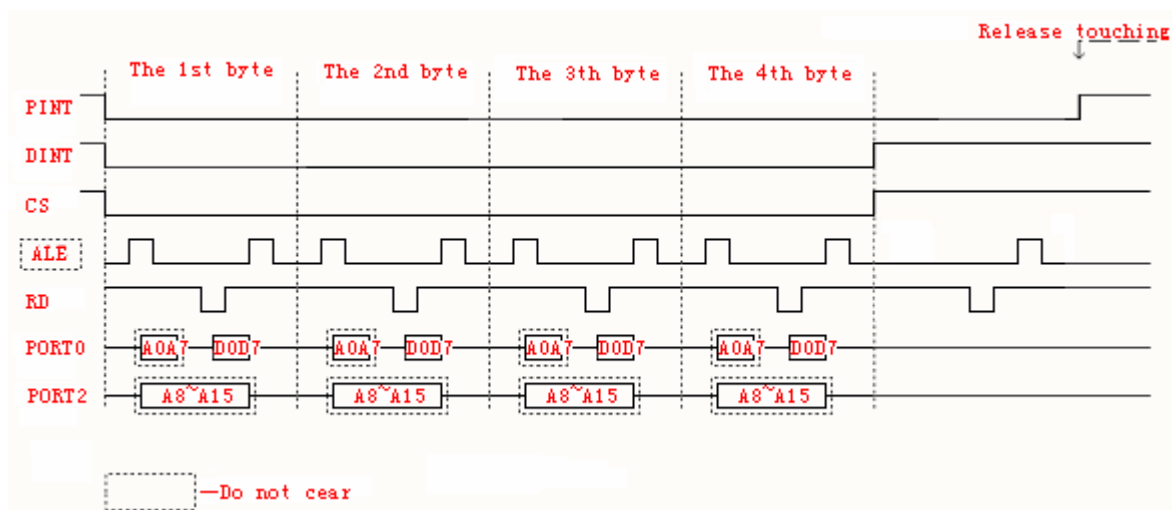 Release touching
The 1st byte The 2nd byte The 3th byte The 4th byte
PINT
DINT
CS
ALE
RD
PORT0 A0A7 D0D7 A0A7 D0D7 A0A7 D0D7 A0A7 D0D7
PORT2 A8~A15 A8~A15 A8~A15 A8~A15
—Do not cear